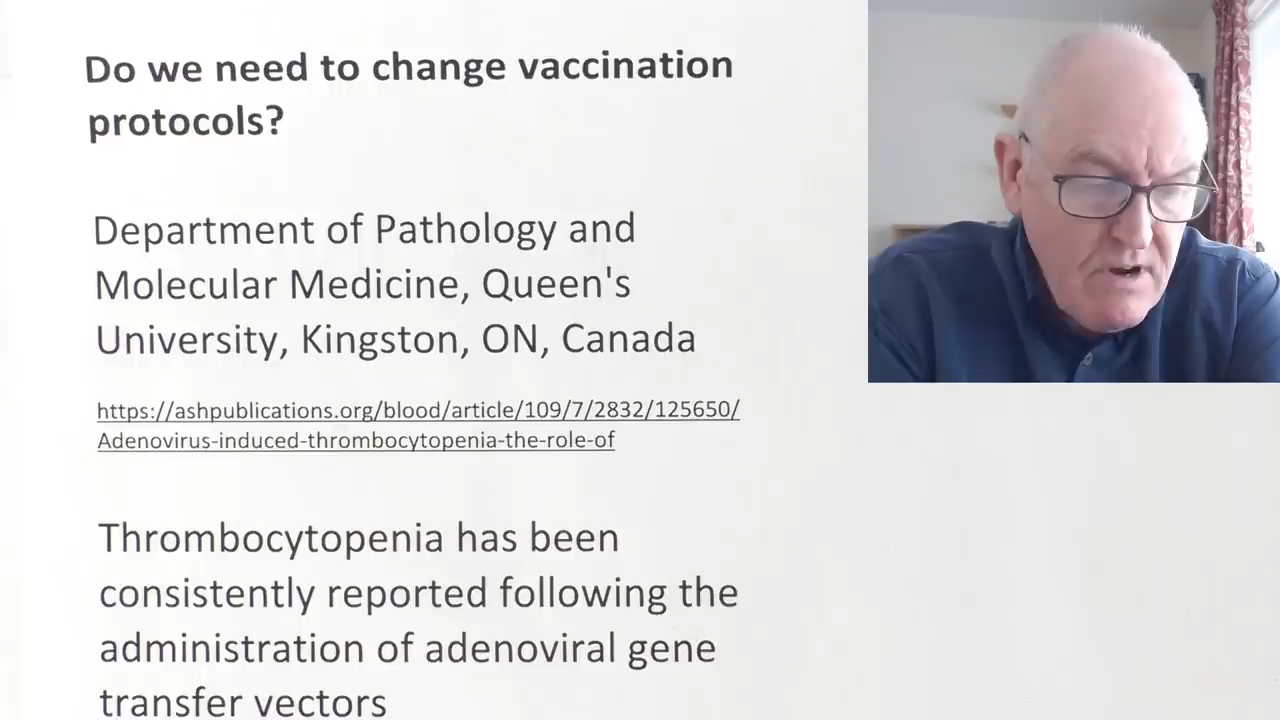 Do we need to change vaccination
protocols?
Department of Pathology and
Molecular Medicine, Queen's
University, Kingston, ON, Canada
https://ashpublications.org/blood/article/109/7/2832/125650/
Adenovirus-induced-thrombocytopenia-the-role-of
Thrombocytopenia has been
consistently reported following the
administration of adenoviral gene
transfer vectors